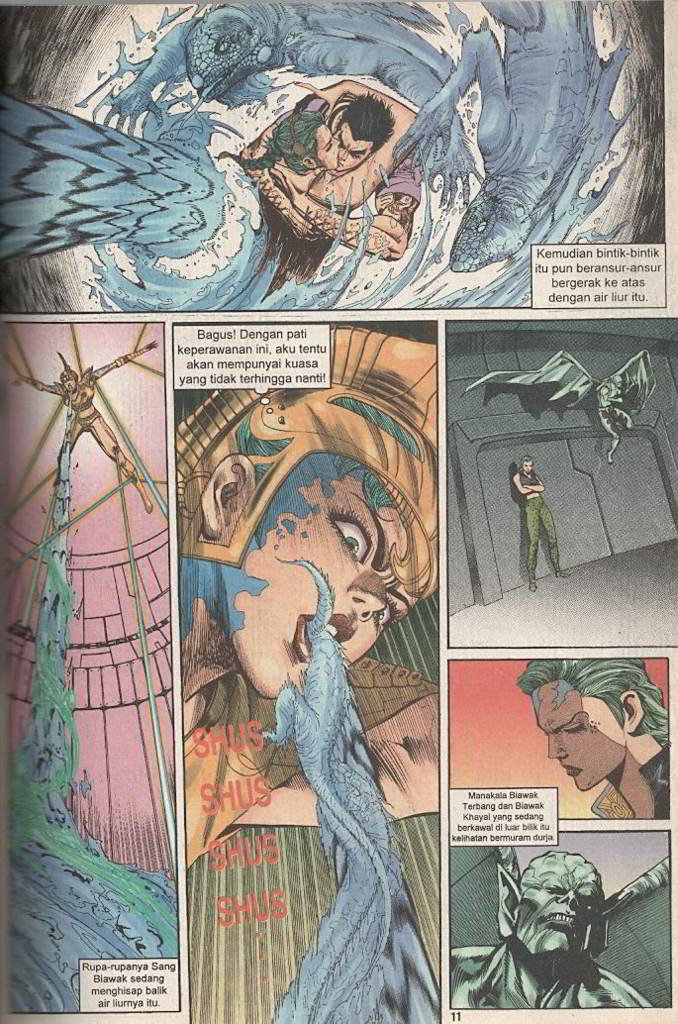 Kemudian bintik-bintik
itu pun beransur-ansur
bergerak ke atas
dengan air liur itu.
Bagus! Dengan pati
keperawanan ini, aku tentu
akan mempunyai kuasa
yang tidak terhingga nanti!
SHUS
SHUS
SHUS
SHUS
Rupa-rupanya Sang
Biawak sedang
menghisap balik
air liurnya itu.
Manakala Biawak
Terbang dan Biawak
Khayal yang sedang
berkawal di luar bilik itu
kelihatan bermuram durja.
11